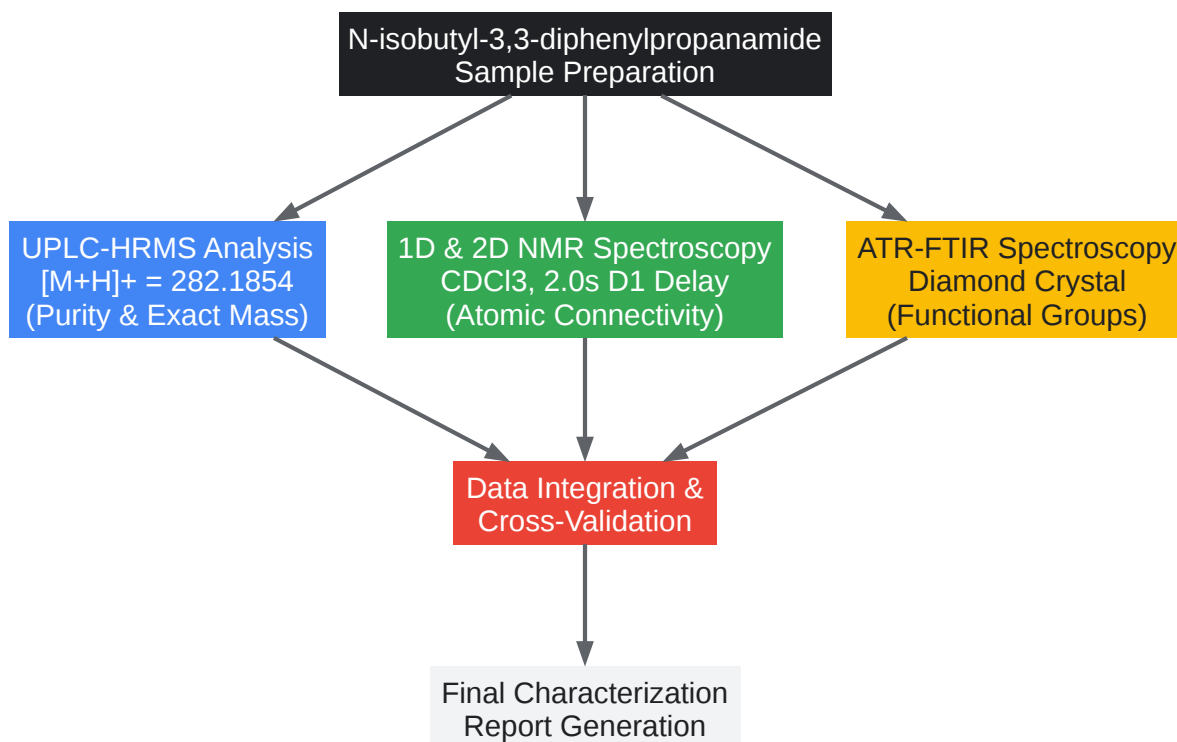 N-isobutyl-3,3-diphenylpropanamide
Sample Preparation
UPLC-HRMS Analysis
[M+H]+ = 282.1854
(Purity & Exact Mass)
1D & 2D NMR Spectroscopy
CDCl3, 2.0s D1 Delay
(Atomic Connectivity)
ATR-FTIR Spectroscopy
Diamond Crystal
(Functional Groups)
Data Integration &
Cross-Validation
Final Characterization
Report Generation